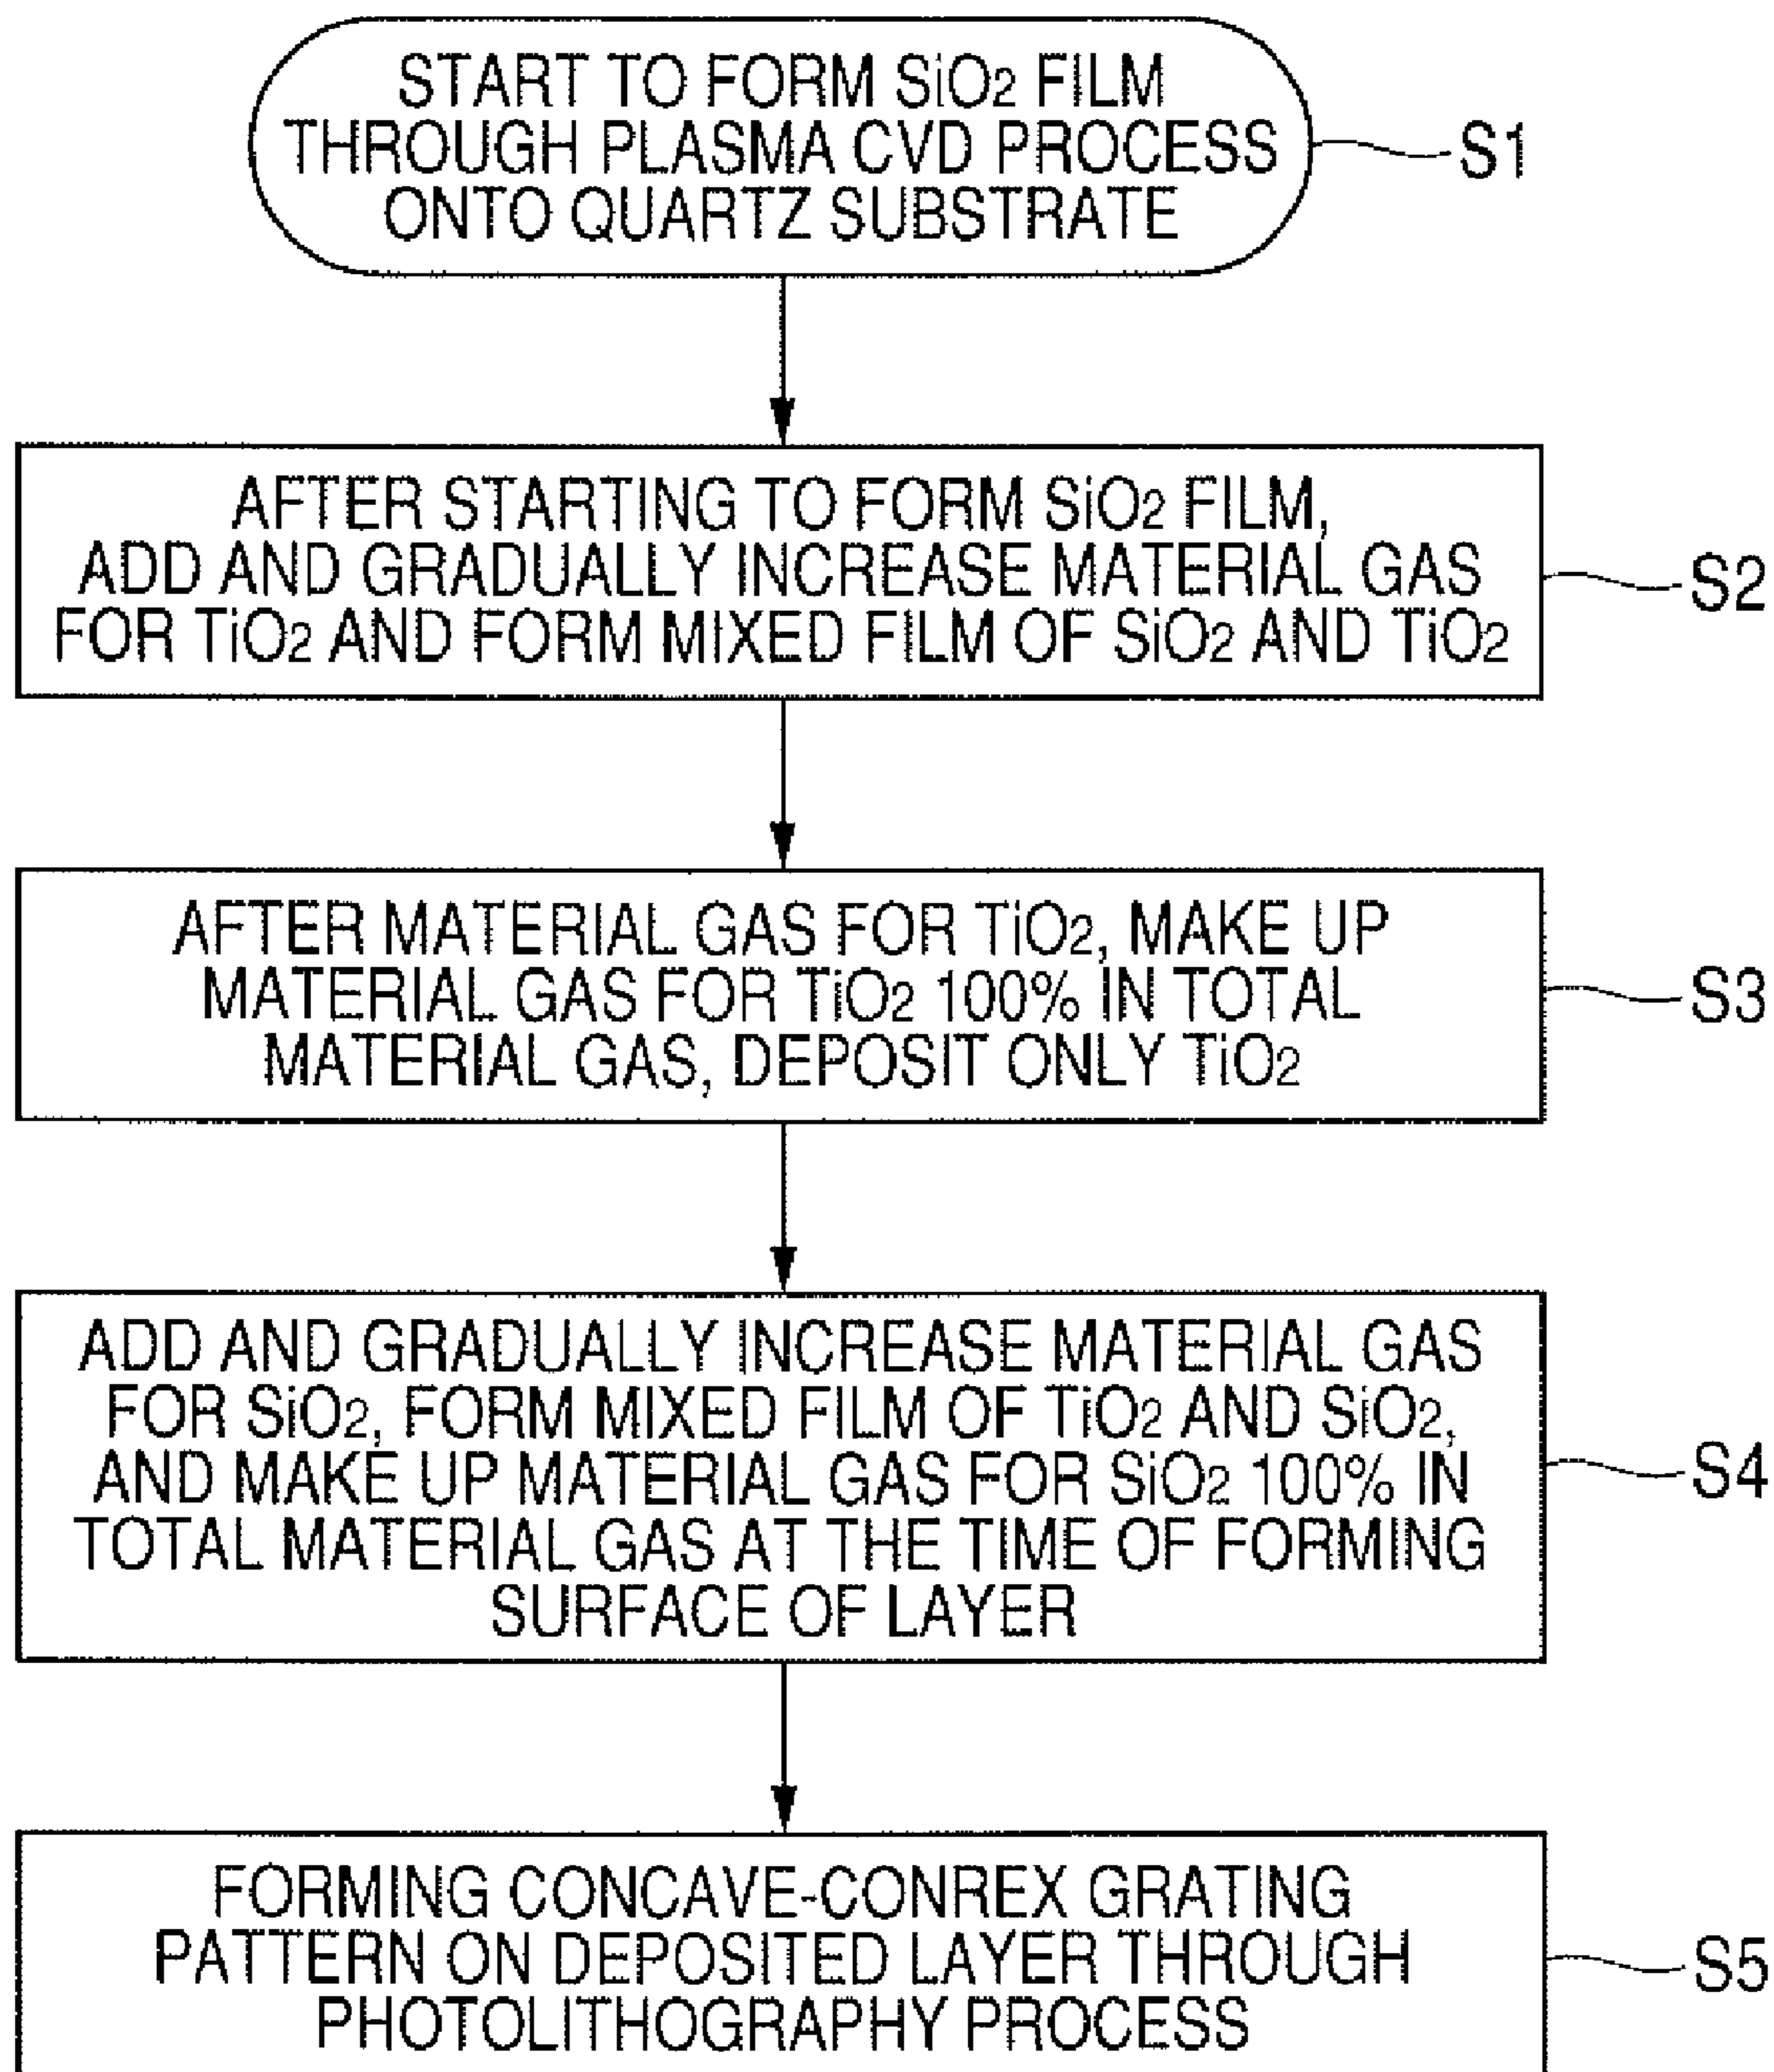 START TO FORM SiO2 FILM
THROUGH PLASMA CVD PROCESS
ONTO QUARTZ SUBSTRATE
S1
AFTER STARTING TO FORM SiO2 FILM,
ADD AND GRADUALLY INCREASE MATERIAL GAS
FOR TiO2 AND FORM MIXED FILM OF SiO2 AND TiO2
S2
AFTER MATERIAL GAS FOR TiO2, MAKE UP
MATERIAL GAS FOR TiO2 100% IN TOTAL
MATERIAL GAS, DEPOSIT ONLY TiO2
S3
ADD AND GRADUALLY INCREASE MATERIAL GAS
FOR SiO2, FORM MIXED FILM OF TiO2 AND SiO2,
AND MAKE UP MATERIAL GAS FOR SiO2 100% IN
TOTAL MATERIAL GAS AT THE TIME OF FORMING
SURFACE OF LAYER
S4
FORMING CONCAVE-CONREX GRATING
PATTERN ON DEPOSITED LAYER THROUGH
PHOTOLITHOGRAPHY PROCESS
S5